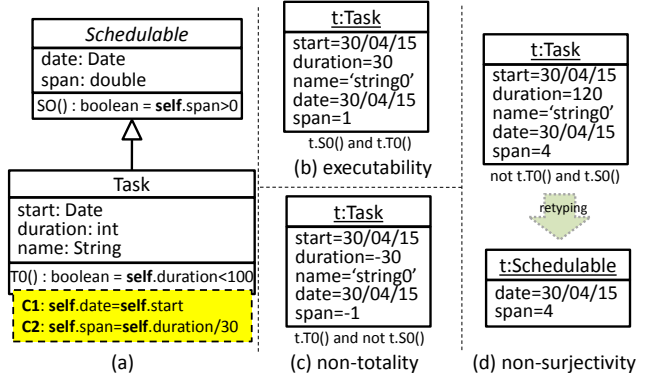 Schedulable
date: Date
span: double
SO() : boolean = self.span>0
Task
start: Date
duration: int
name: String
T0() : boolean = self.duration<100
C1: self.date=self.start
C2: self.span=self.duration/30
(a)
t:Task
start=30/04/15
duration=30
name=‘string0’
date=30/04/15
span=1
t.S0() and t.T0()
(b) executability
t:Task
start=30/04/15
duration=-30
name=‘string0’
date=30/04/15
span=-1
t.T0() and not t.S0()
(c) non-totality
t:Task
start=30/04/15
duration=120
name=‘string0’
date=30/04/15
span=4
not t.T0() and t.S0()
retyping
t:Schedulable
date=30/04/15
span=4
(d) non-surjectivity